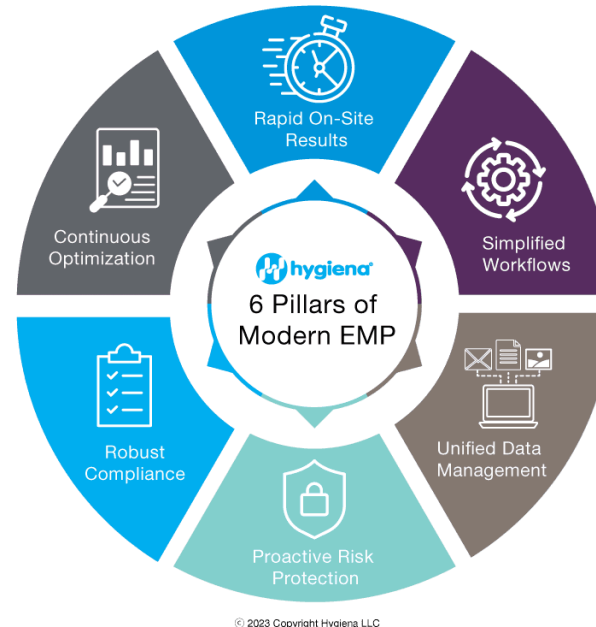 Rapid On-Site
Results
Simplified
Workflows
Unified Data
Management
Proactive Risk
Protection
Robust
Compliance
Continuous
Optimization
hygiena®
6 Pillars of
Modern EMP
© 2023 Copyright Hygiena LLC